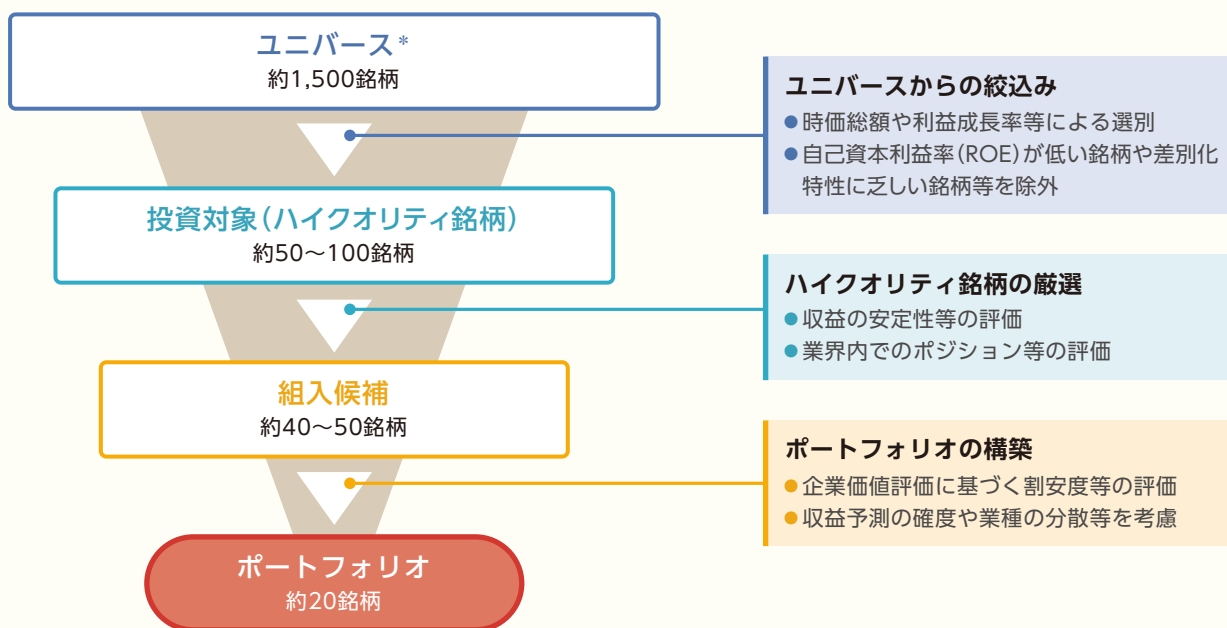 ユニバース*
約1,500銘柄
ユニバースからの絞込み
●時価総額や利益成長率等による選別
●自己資本利益率(ROE)が低い銘柄や差別化
特性に乏しい銘柄等を除外
投資対象(ハイクオリティ銘柄)
約50〜100銘柄
ハイクオリティ銘柄の厳選
●収益の安定性等の評価
●業界内でのポジション等の評価
組入候補
約40〜50銘柄
ポートフォリオの構築
●企業価値評価に基づく割安度等の評価
●収益予測の確度や業種の分散等を考慮
ポートフォリオ
約20銘柄